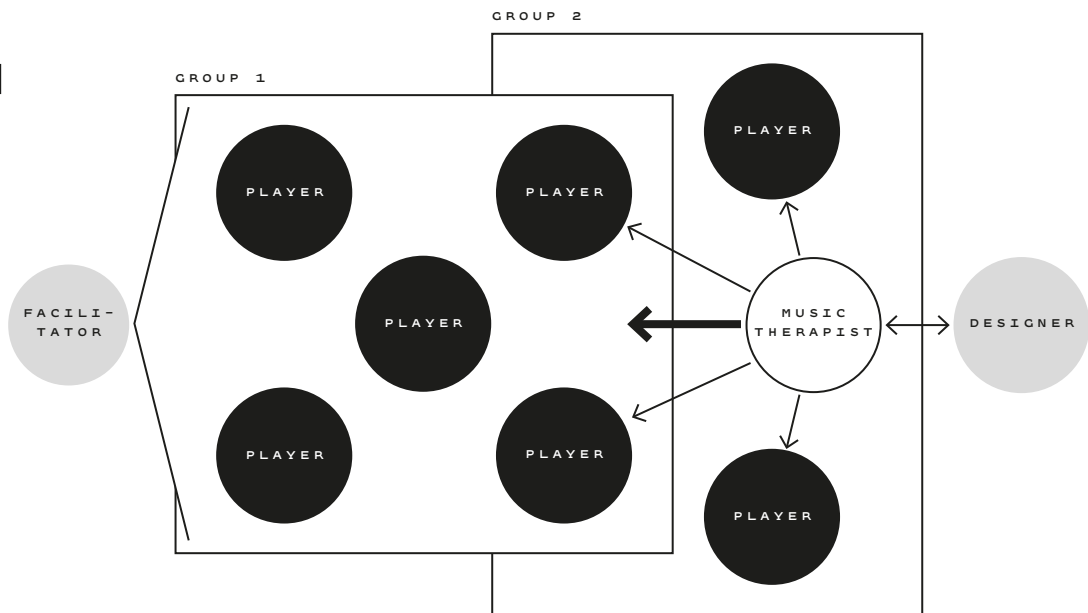 GROUP 2
GROUP 1
PLAYER
PLAYER
PLAYER
FACILI-
TATOR
PLAYER
MUSIC
THERAPIST
DESIGNER
PLAYER
PLAYER
PLAYER